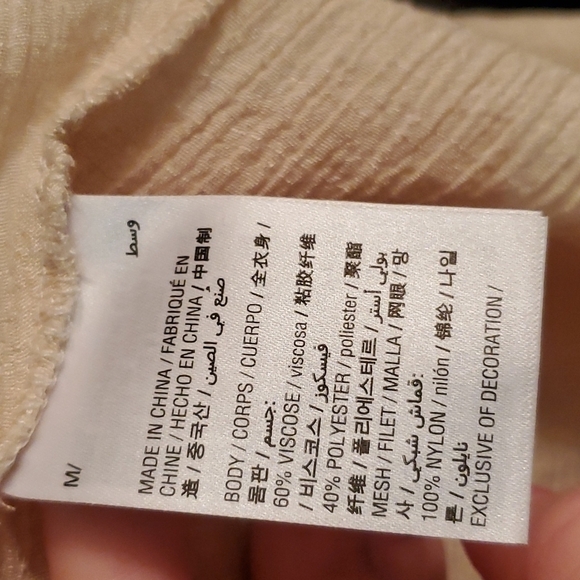 M/ وسط
MADE IN CHINA / FABRIQUÉ EN
CHINE / HECHO EN CHINA / 中国制
造 / 중국산 / صنع في الصين
BODY / CORPS / CUERPO / 全衣身 /
몸판 / جسم:
60% VISCOSE / viscosa / 粘胶纤维
/ 비스코스 / فيسكوز
40% POLYESTER / poliester / 聚酯
纤维 / 폴리에스테르 / بولي أستر
MESH / FILET / MALLA / 网眼 / 망
사 / قماش شبكي:
100% NYLON / nilón / 锦纶 / 나일
론 / نايلون
EXCLUSIVE OF DECORATION /